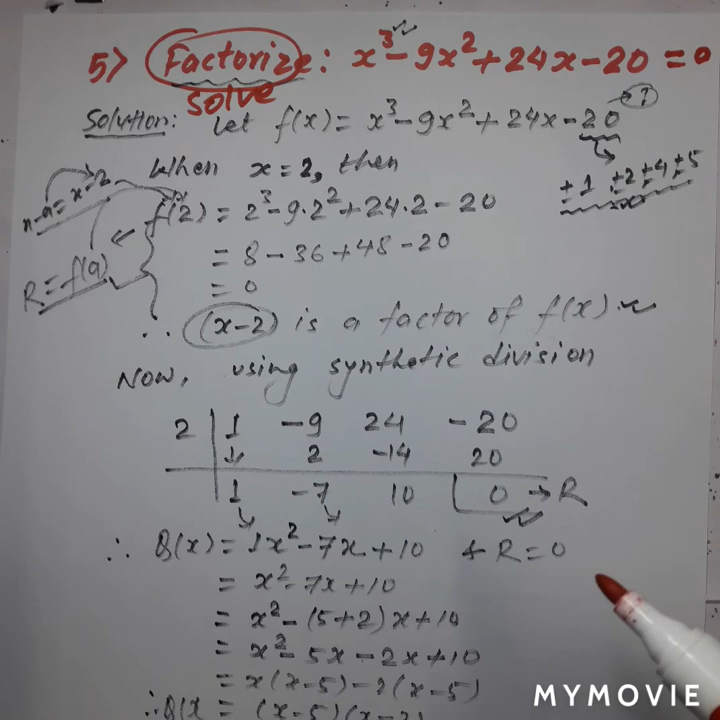 5> Factorize: x³-9x²+24x-20=0
solve
Solution: Let f(x)= x³-9x²+24x-20 → ?
±1 ±2 ±4 ±5
When x=2, then
x-a = x-2
f(2) = 2³-9.2²+24.2-20
= 8-36+48-20
R=f(a)
= 0
∴ (x-2) is a factor of f(x)
Now, using synthetic division
2 | 1 -9 24 -20
↓ 2 -14 20
1 -7 10 0 → R
∴ Q(x) = 1x²-7x+10 & R=0
= x²-7x+10
= x²-(5+2)x+10
= x²-5x-2x+10
= x(x-5)-2(x-5)
∴ Q(x = (x-5)(x-2)
MYMOVIE